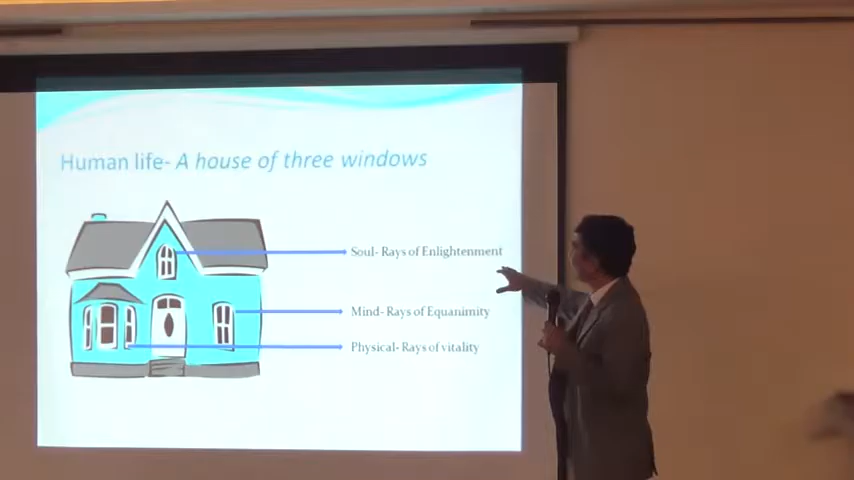 Human life- A house of three windows
Soul- Rays of Enlightenment
Mind- Rays of Equanimity
Physical- Rays of vitality